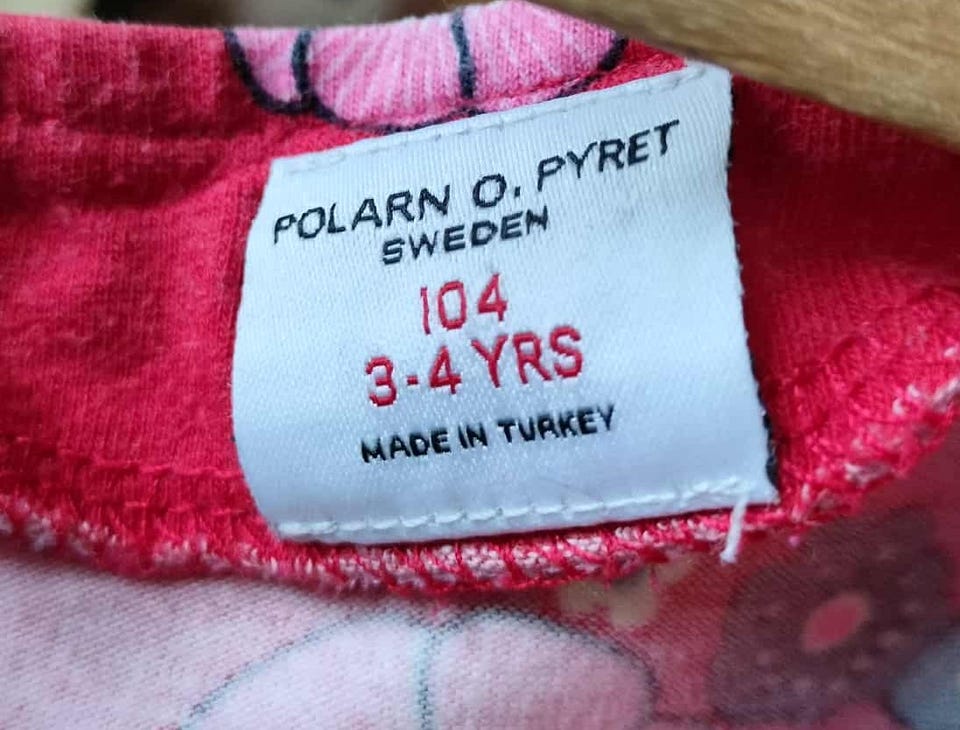 POLARN O. PYRET
SWEDEN
104
3-4 YRS
MADE IN TURKEY